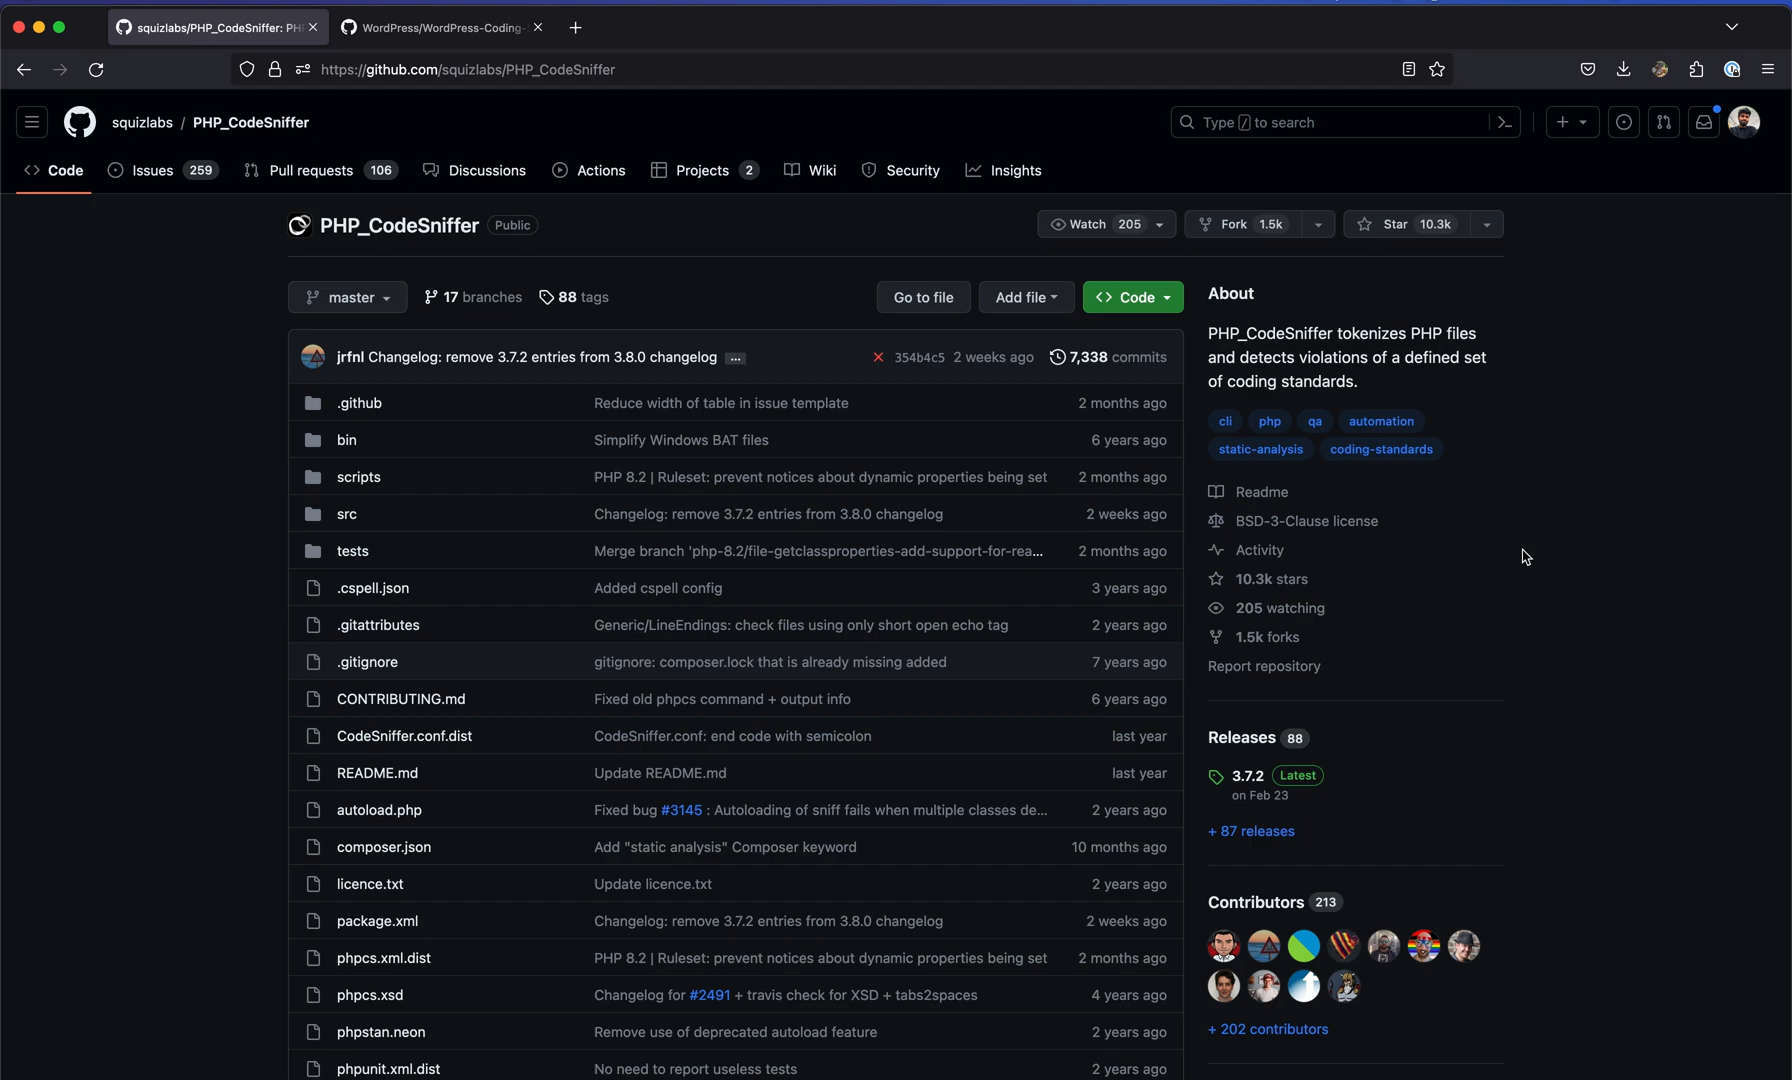 squizlabs/PHP_CodeSniffer: PH
WordPress/WordPress-Coding-
https://github.com/squizlabs/PHP_CodeSniffer
squizlabs / PHP_CodeSniffer
Type / to search
Code
Issues 259
Pull requests 106
Discussions
Actions
Projects 2
Wiki
Security
Insights
PHP_CodeSniffer Public
Watch 205
Fork 1.5k
Star 10.3k
master
17 branches
88 tags
Go to file
Add file
Code
jrfnl Changelog: remove 3.7.2 entries from 3.8.0 changelog ... 354b4c5 2 weeks ago 7,338 commits
.github Reduce width of table in issue template 2 months ago
bin Simplify Windows BAT files 6 years ago
scripts PHP 8.2 | Ruleset: prevent notices about dynamic properties being set 2 months ago
src Changelog: remove 3.7.2 entries from 3.8.0 changelog 2 weeks ago
tests Merge branch 'php-8.2/file-getclassproperties-add-support-for-rea... 2 months ago
.cspell.json Added cspell config 3 years ago
.gitattributes Generic/LineEndings: check files using only short open echo tag 2 years ago
.gitignore gitignore: composer.lock that is already missing added 7 years ago
CONTRIBUTING.md Fixed old phpcs command + output info 6 years ago
CodeSniffer.conf.dist CodeSniffer.conf: end code with semicolon last year
README.md Update README.md last year
autoload.php Fixed bug #3145 : Autoloading of sniff fails when multiple classes de... 2 years ago
composer.json Add "static analysis" Composer keyword 10 months ago
licence.txt Update licence.txt 2 years ago
package.xml Changelog: remove 3.7.2 entries from 3.8.0 changelog 2 weeks ago
phpcs.xml.dist PHP 8.2 | Ruleset: prevent notices about dynamic properties being set 2 months ago
phpcs.xsd Changelog for #2491 + travis check for XSD + tabs2spaces 4 years ago
phpstan.neon Remove use of deprecated autoload feature 2 years ago
phpunit.xml.dist No need to report useless tests 2 years ago
About
PHP_CodeSniffer tokenizes PHP files
and detects violations of a defined set
of coding standards.
cli php qa automation
static-analysis coding-standards
Readme
BSD-3-Clause license
Activity
10.3k stars
205 watching
1.5k forks
Report repository
Releases 88
3.7.2 Latest
on Feb 23
+ 87 releases
Contributors 213
+ 202 contributors